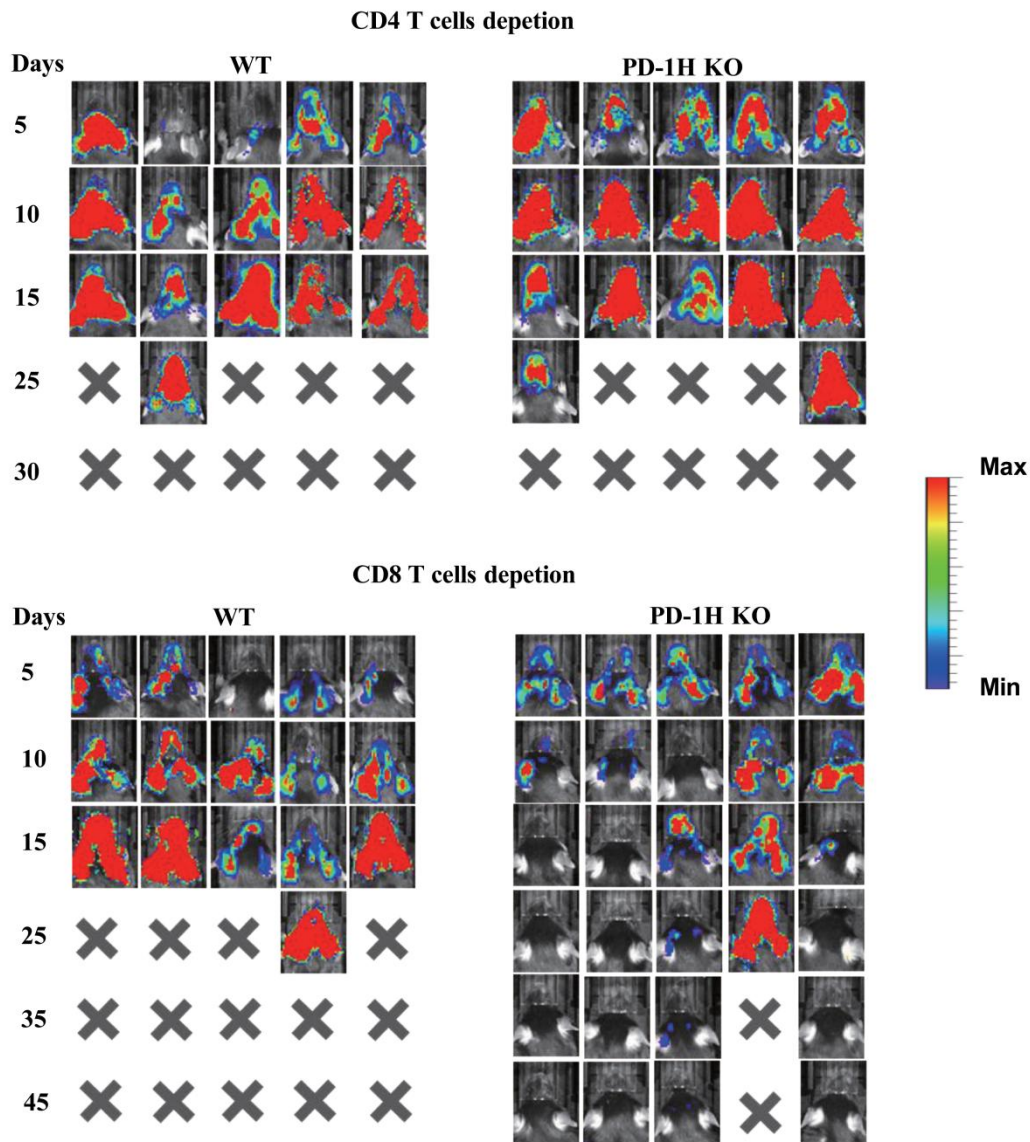 CD4 T cells depetion
Days WT PD-1H KO
5
10
15
25
30
Max
Min
CD8 T cells depetion
Days WT PD-1H KO
5
10
15
25
35
45